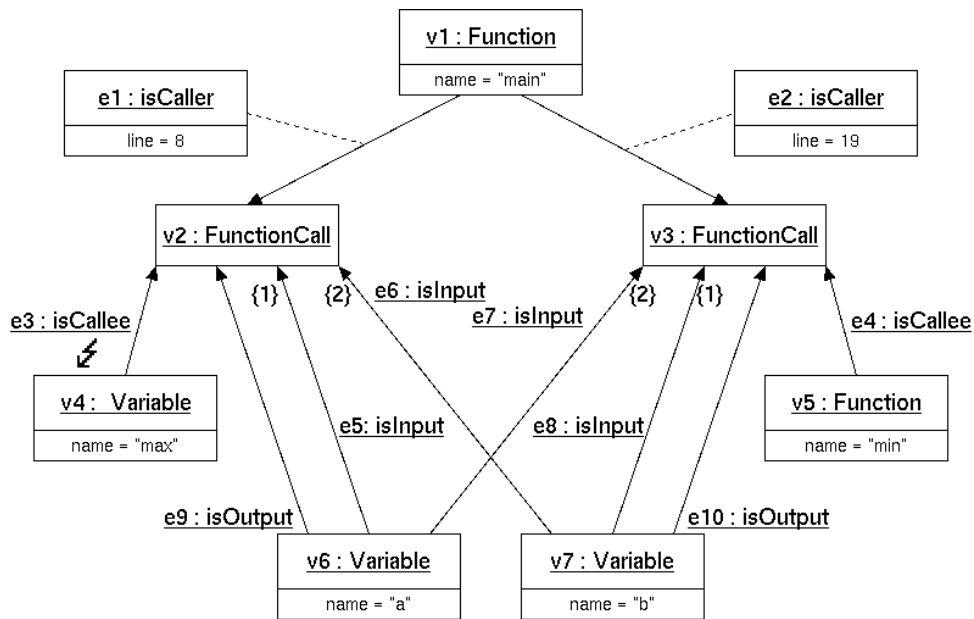 v1 : Function
name = "main"
e1 : isCaller
line = 8
e2 : isCaller
line = 19
v2 : FunctionCall
v3 : FunctionCall
{1}
{2}
e6 : isInput
e7 : isInput
{2}
{1}
e3 : isCallee
e4 : isCallee
v4 : Variable
name = "max"
e5: isInput
e8 : isInput
v5 : Function
name = "min"
e9 : isOutput
e10 : isOutput
v6 : Variable
name = "a"
v7 : Variable
name = "b"